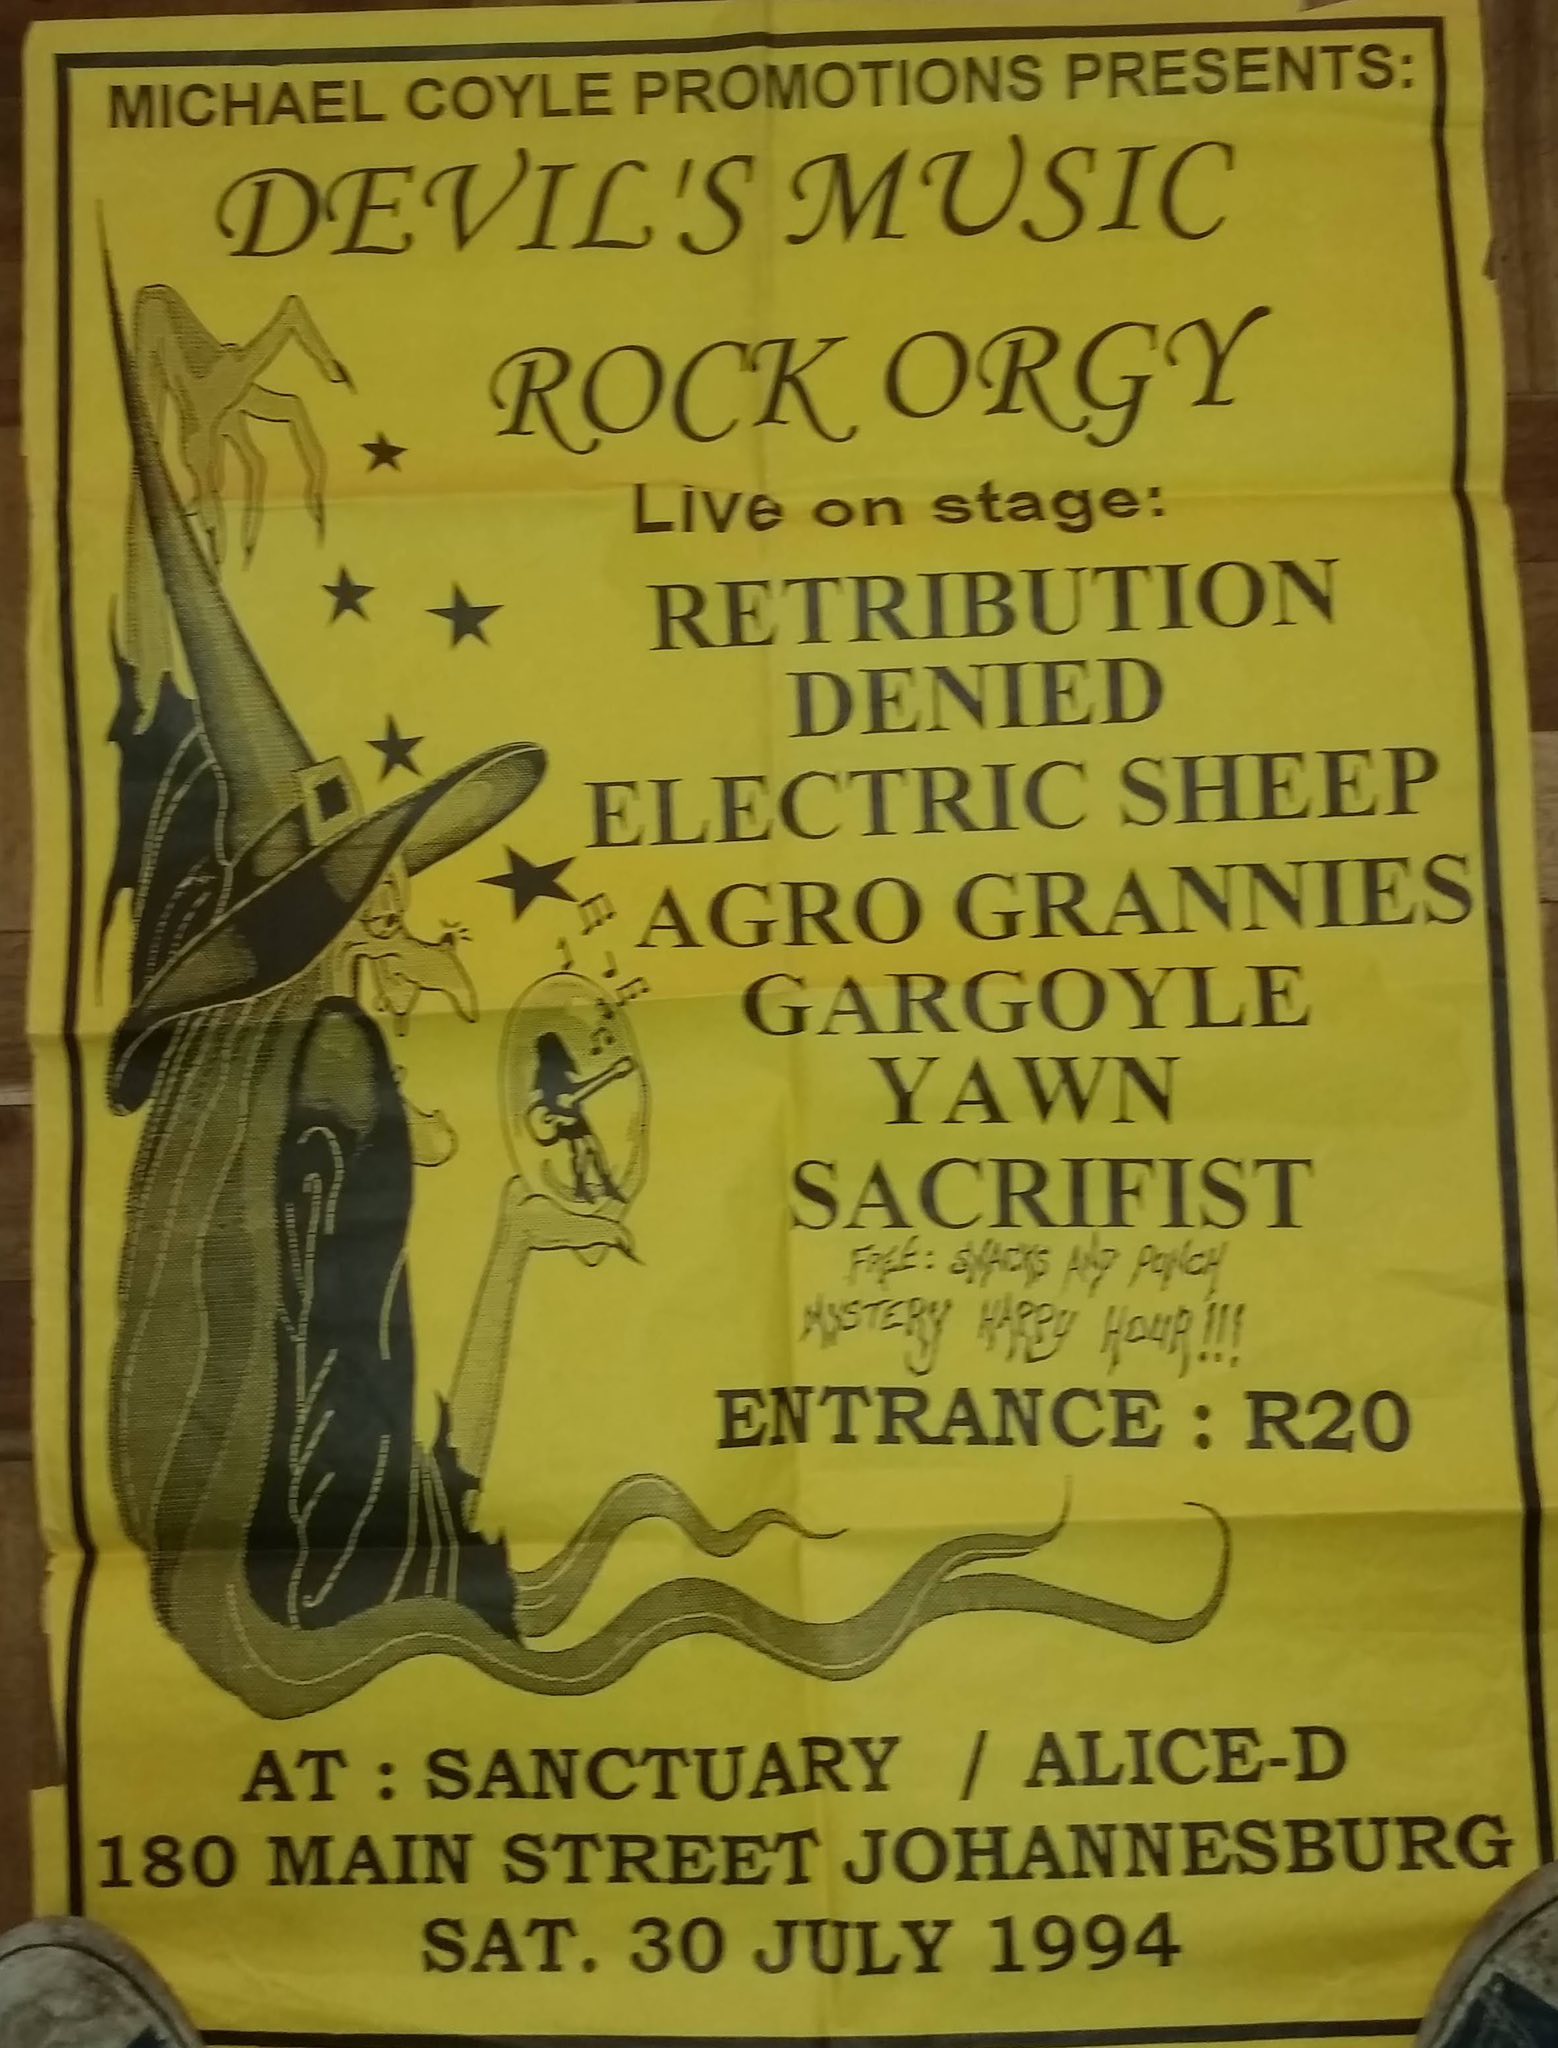 MICHAEL COYLE PROMOTIONS PRESENTS:
DEVIL'S MUSIC
ROCK ORGY
Live on stage:
RETRIBUTION
DENIED
ELECTRIC SHEEP
AGRO GRANNIES
GARGOYLE
YAWN
SACRIFIST
FREE: SNACKS AND PUNCH
MYSTERY HAPPY HOUR!!!
ENTRANCE : R20
AT : SANCTUARY / ALICE-D
180 MAIN STREET JOHANNESBURG
SAT. 30 JULY 1994